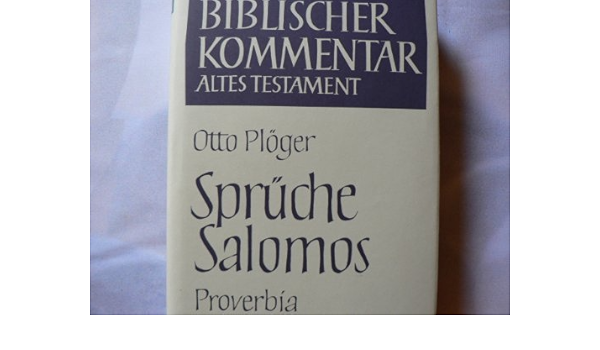 BIBLISCHER
KOMMENTAR
ALTES TESTAMENT
Otto Plöger
Sprüche
Salomos
Proverbia